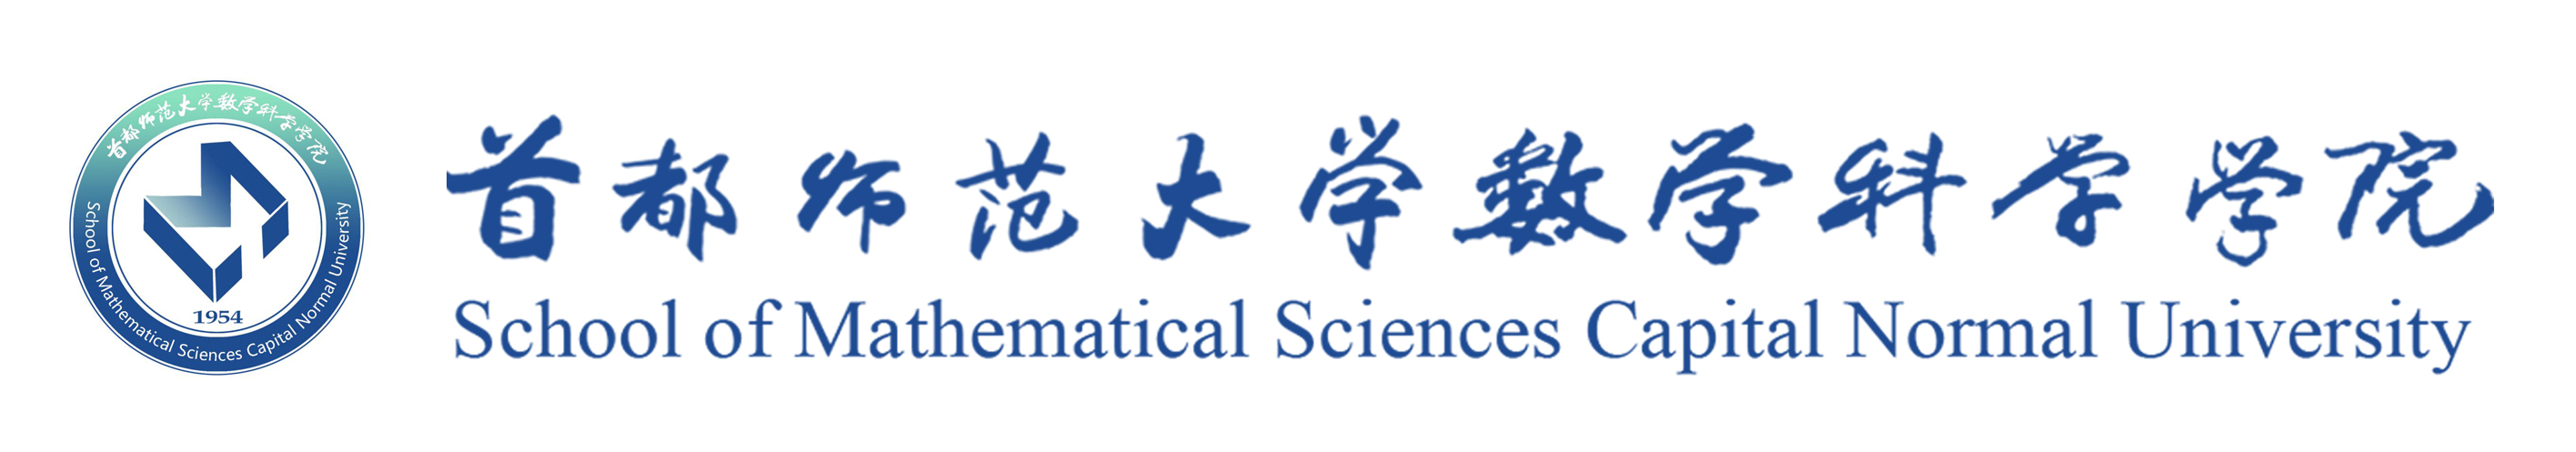 首都师范大学数学科学学院
School of Mathematical Sciences Capital Normal University
1954
首都师范大学数学科学学院
School of Mathematical Sciences Capital Normal University